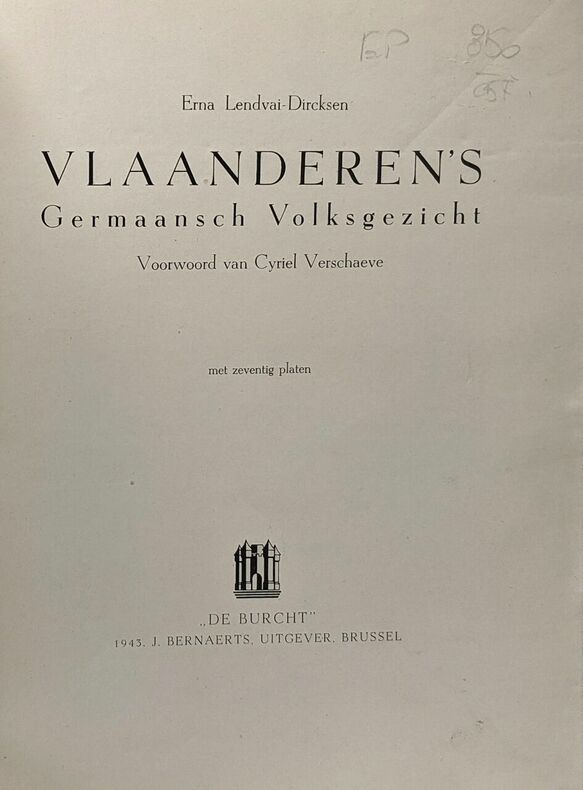 Erna Lendvai-Dircksen
VLAANDEREN'S
Germaansch Volksgezicht
Voorwoord van Cyriel Verschaeve
met zeventig platen
„DE BURCHT”
1943. J. BERNAERTS, UITGEVER, BRUSSEL